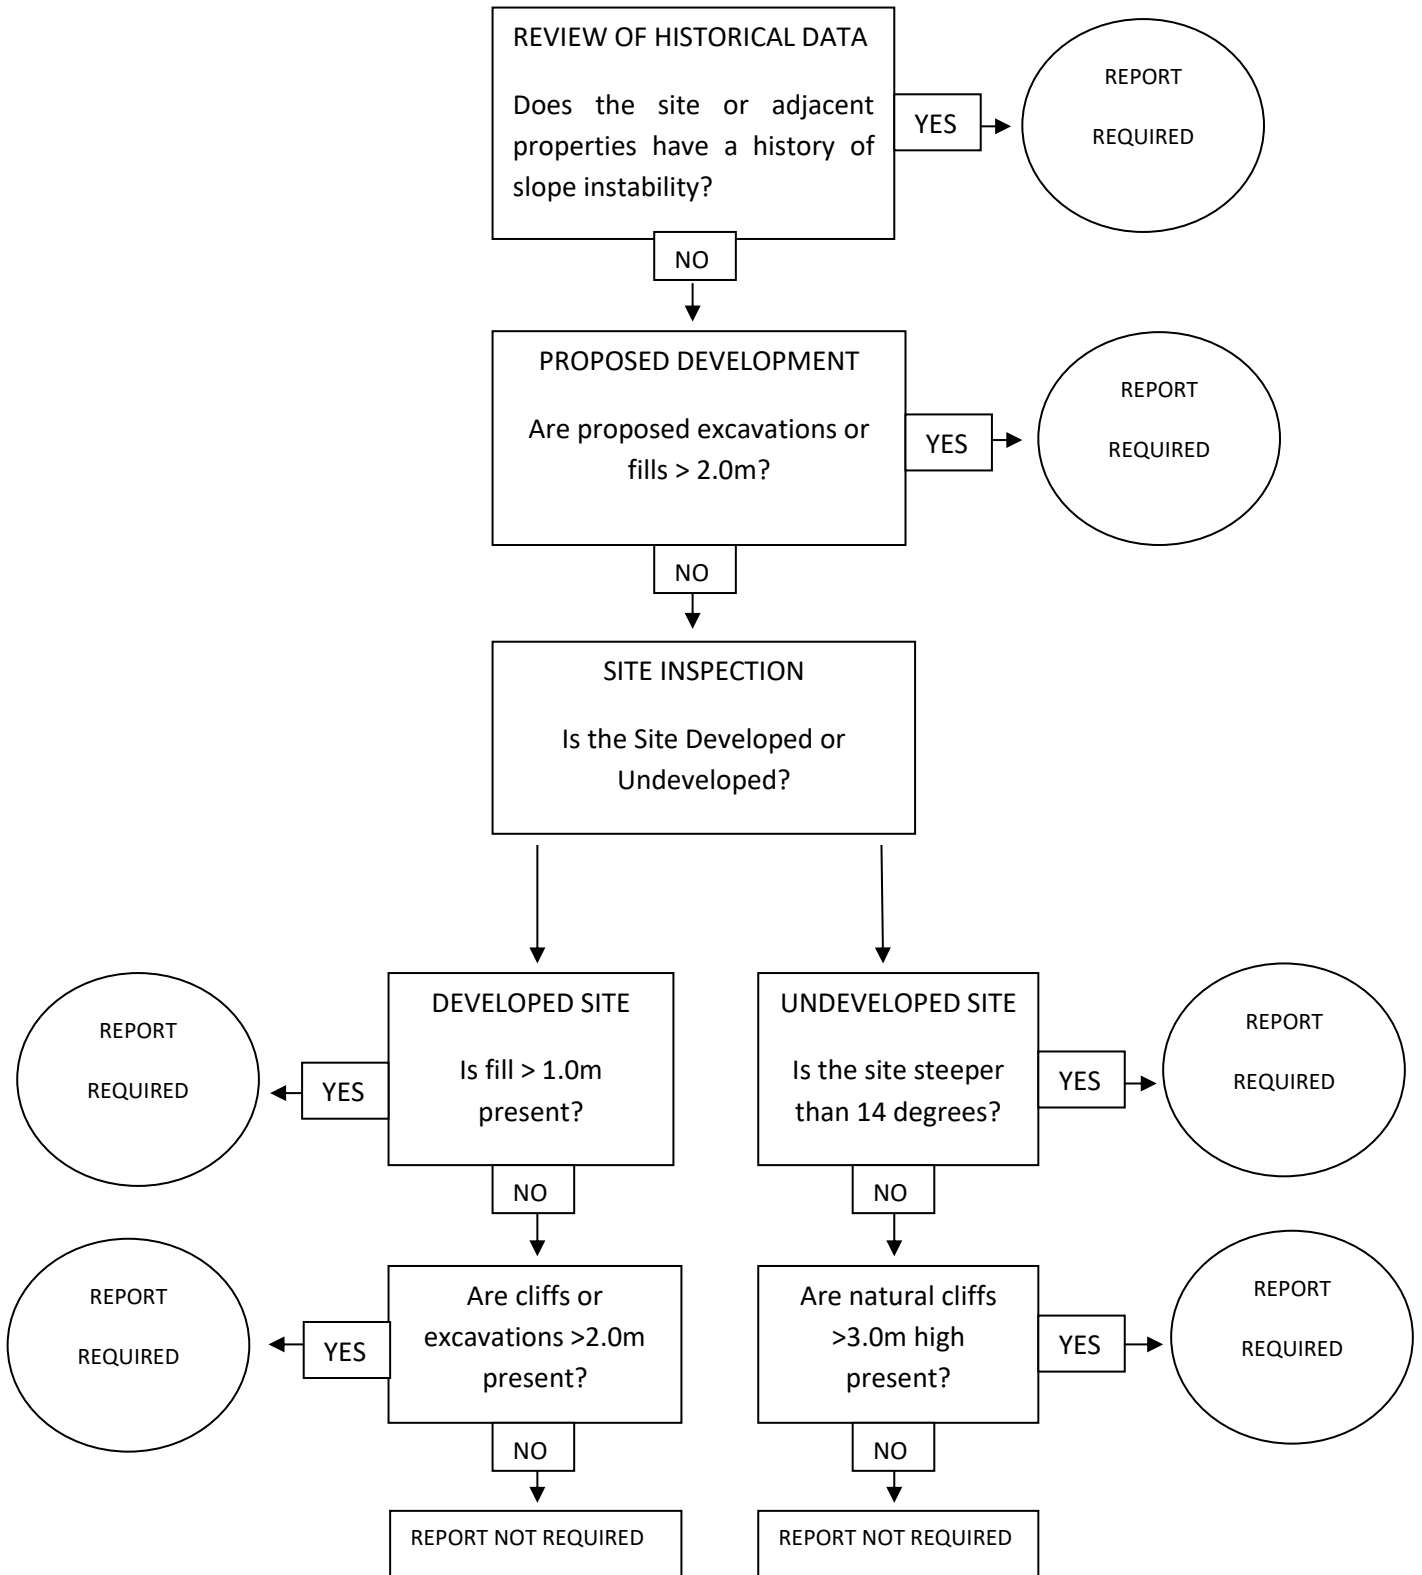 REVIEW OF HISTORICAL DATA
Does the site or adjacent
properties have a history of
slope instability?
YES
REPORT
REQUIRED
NO
PROPOSED DEVELOPMENT
Are proposed excavations or
fills > 2.0m?
YES
REPORT
REQUIRED
NO
SITE INSPECTION
Is the Site Developed or
Undeveloped?
DEVELOPED SITE
Is fill > 1.0m
present?
YES
REPORT
REQUIRED
NO
Are cliffs or
excavations >2.0m
present?
YES
REPORT
REQUIRED
NO
REPORT NOT REQUIRED
UNDEVELOPED SITE
Is the site steeper
than 14 degrees?
YES
REPORT
REQUIRED
NO
Are natural cliffs
>3.0m high
present?
YES
REPORT
REQUIRED
NO
REPORT NOT REQUIRED